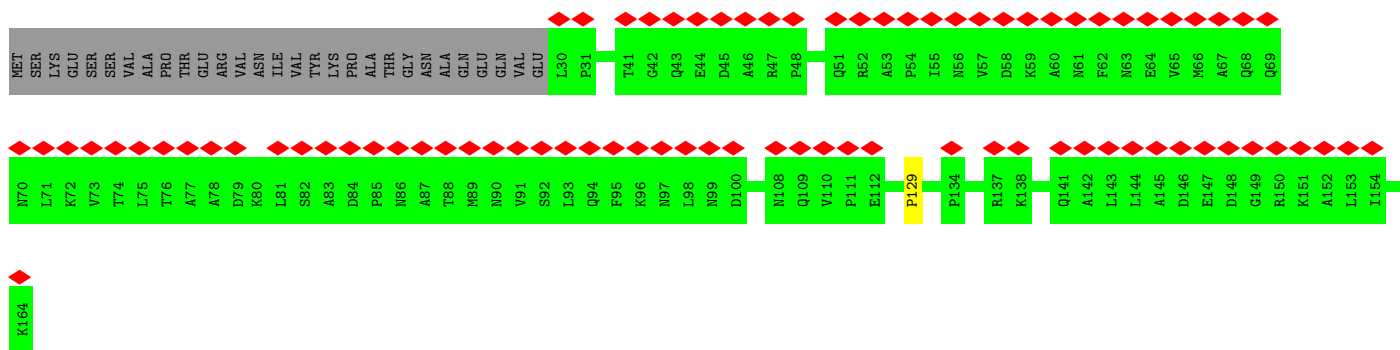 MET SER LYS GLU SER SER VAL ALA PRO THR GLU ARG VAL ASN ILE VAL TYR LYS PRO ALA THR GLY ASN ALA GLN GLU GLN VAL GLU L30 P31 T41 G42 Q43 E44 D45 A46 R47 P48 Q51 R52 A53 P54 I55 N56 V57 D58 K59 A60 N61 F62 N63 E64 V65 M66 A67 Q68 Q69
N70 L71 K72 V73 T74 L75 T76 A77 A78 D79 K80 L81 S82 A83 D84 P85 N86 A87 T88 M89 N90 V91 S92 L93 Q94 F95 K96 N97 L98 N99 D100 N108 Q109 V110 P111 E112 P129 P134 R137 K138 Q141 A142 L143 L144 A145 D146 E147 D148 G149 R150 K151 A152 L153 I154
K164